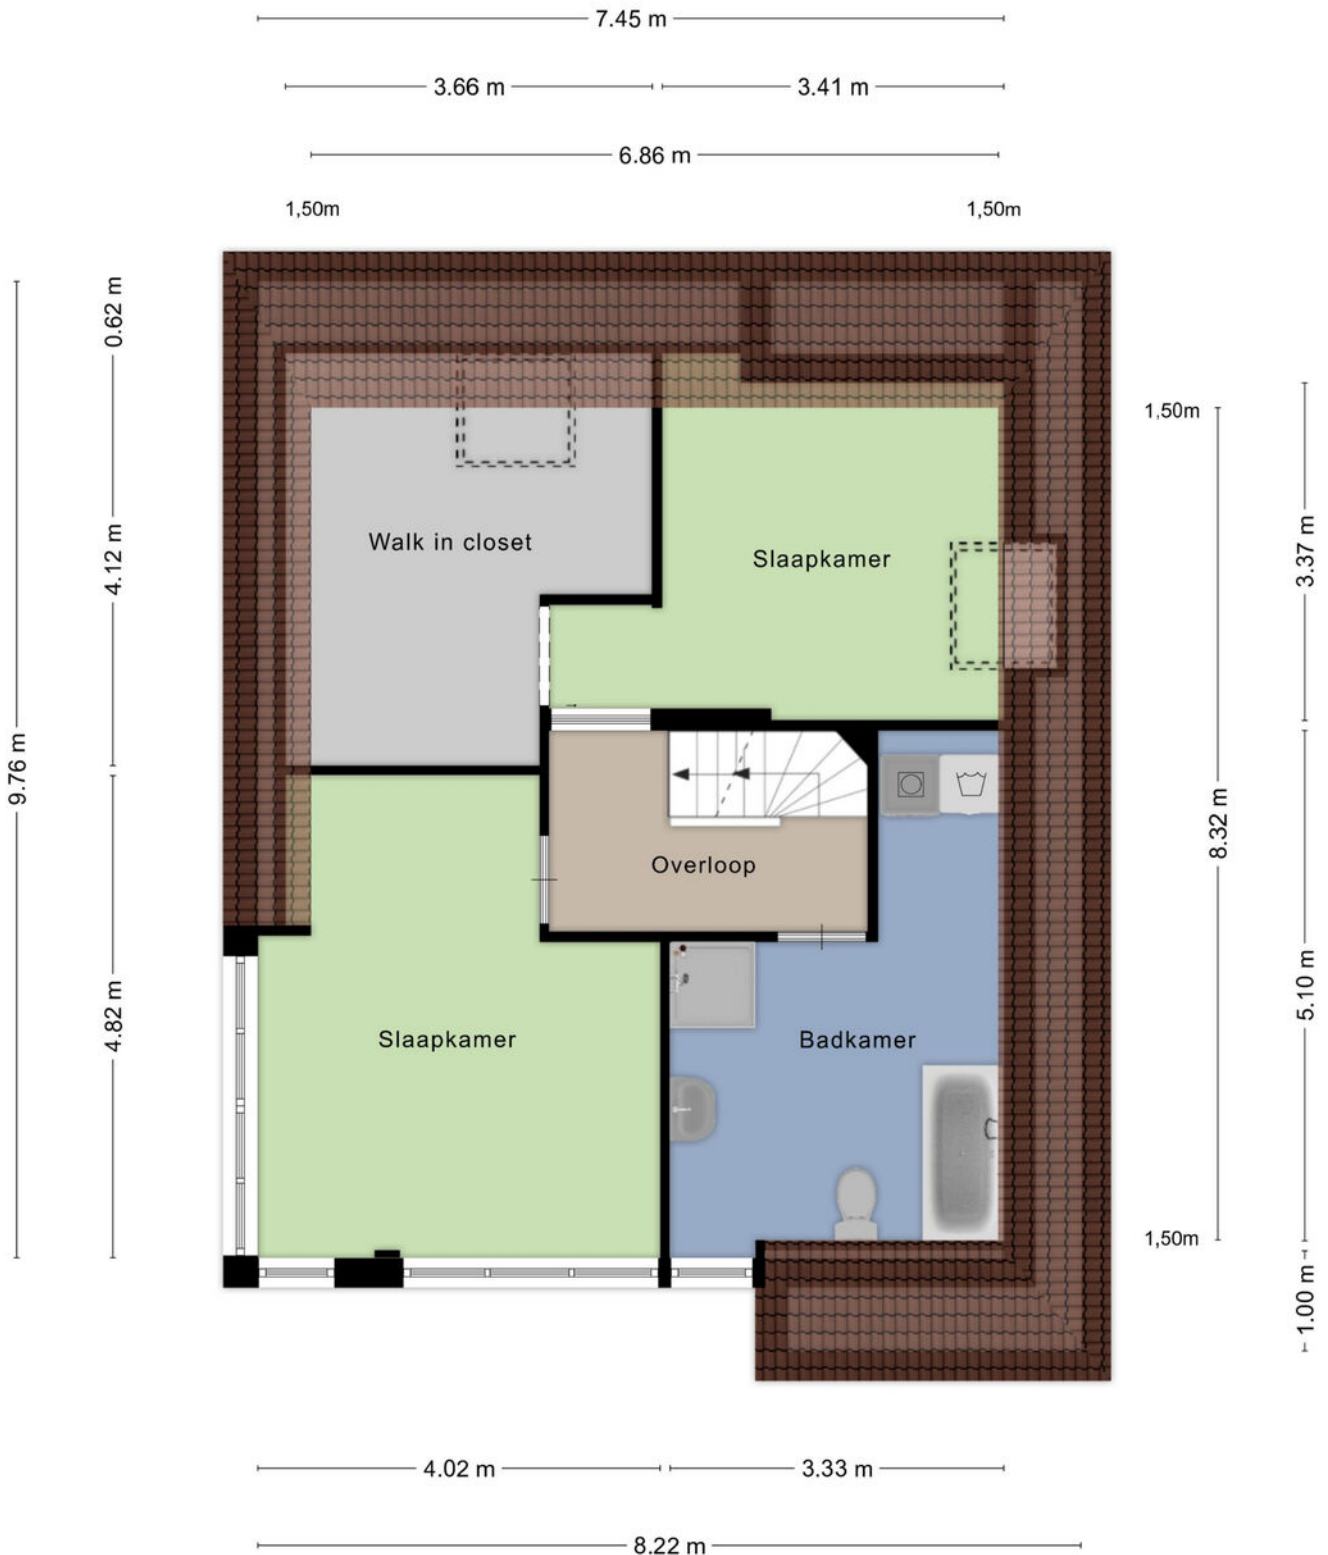 7.45 m
3.66 m
3.41 m
6.86 m
1,50m
1,50m
0.62 m
9.76 m
4.12 m
4.82 m
1,50m
3.37 m
8.32 m
5.10 m
1,50m
1.00 m
Walk in closet
Slaapkamer
Overloop
Slaapkamer
Badkamer
4.02 m
3.33 m
8.22 m